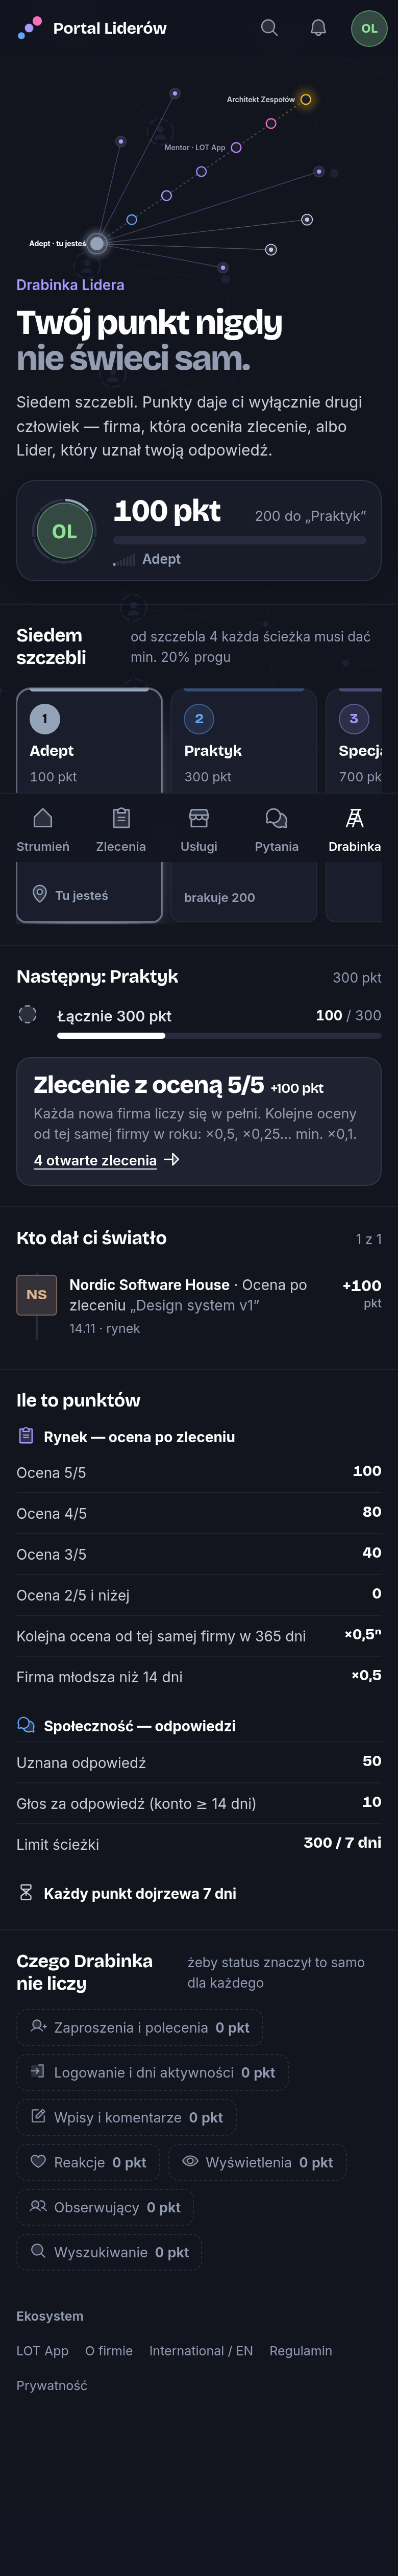 Portal Liderów
OL
Architekt Zespołów
Mentor · LOT App
Adept · tu jesteś
Drabinka Lidera
Twój punkt nigdy
nie świeci sam.
Siedem szczebli. Punkty daje ci wyłącznie drugi
człowiek — firma, która oceniła zlecenie, albo
Lider, który uznał twoją odpowiedź.
OL
100 pkt
200 do „Praktyk”
Adept
Siedem
szczebli
od szczebla 4 każda ścieżka musi dać
min. 20% progu
1
Adept
100 pkt
2
Praktyk
300 pkt
3
Specja
700 pk
Strumień
Zlecenia
Usługi
Pytania
Drabinka
Tu jesteś
brakuje 200
Następny: Praktyk
300 pkt
Łącznie 300 pkt
100 / 300
Zlecenie z oceną 5/5 +100 pkt
Każda nowa firma liczy się w pełni. Kolejne oceny
od tej samej firmy w roku: ×0,5, ×0,25… min. ×0,1.
4 otwarte zlecenia
Kto dał ci światło
1 z 1
NS
Nordic Software House · Ocena po
zleceniu „Design system v1”
14.11 · rynek
+100
pkt
Ile to punktów
Rynek — ocena po zleceniu
Ocena 5/5 100
Ocena 4/5 80
Ocena 3/5 40
Ocena 2/5 i niżej 0
Kolejna ocena od tej samej firmy w 365 dni ×0,5ⁿ
Firma młodsza niż 14 dni ×0,5
Społeczność — odpowiedzi
Uznana odpowiedź 50
Głos za odpowiedź (konto ≥ 14 dni) 10
Limit ścieżki 300 / 7 dni
Każdy punkt dojrzewa 7 dni
Czego Drabinka
nie liczy
żeby status znaczył to samo
dla każdego
Zaproszenia i polecenia 0 pkt
Logowanie i dni aktywności 0 pkt
Wpisy i komentarze 0 pkt
Reakcje 0 pkt
Wyświetlenia 0 pkt
Obserwujący 0 pkt
Wyszukiwanie 0 pkt
Ekosystem
LOT App O firmie International / EN Regulamin
Prywatność